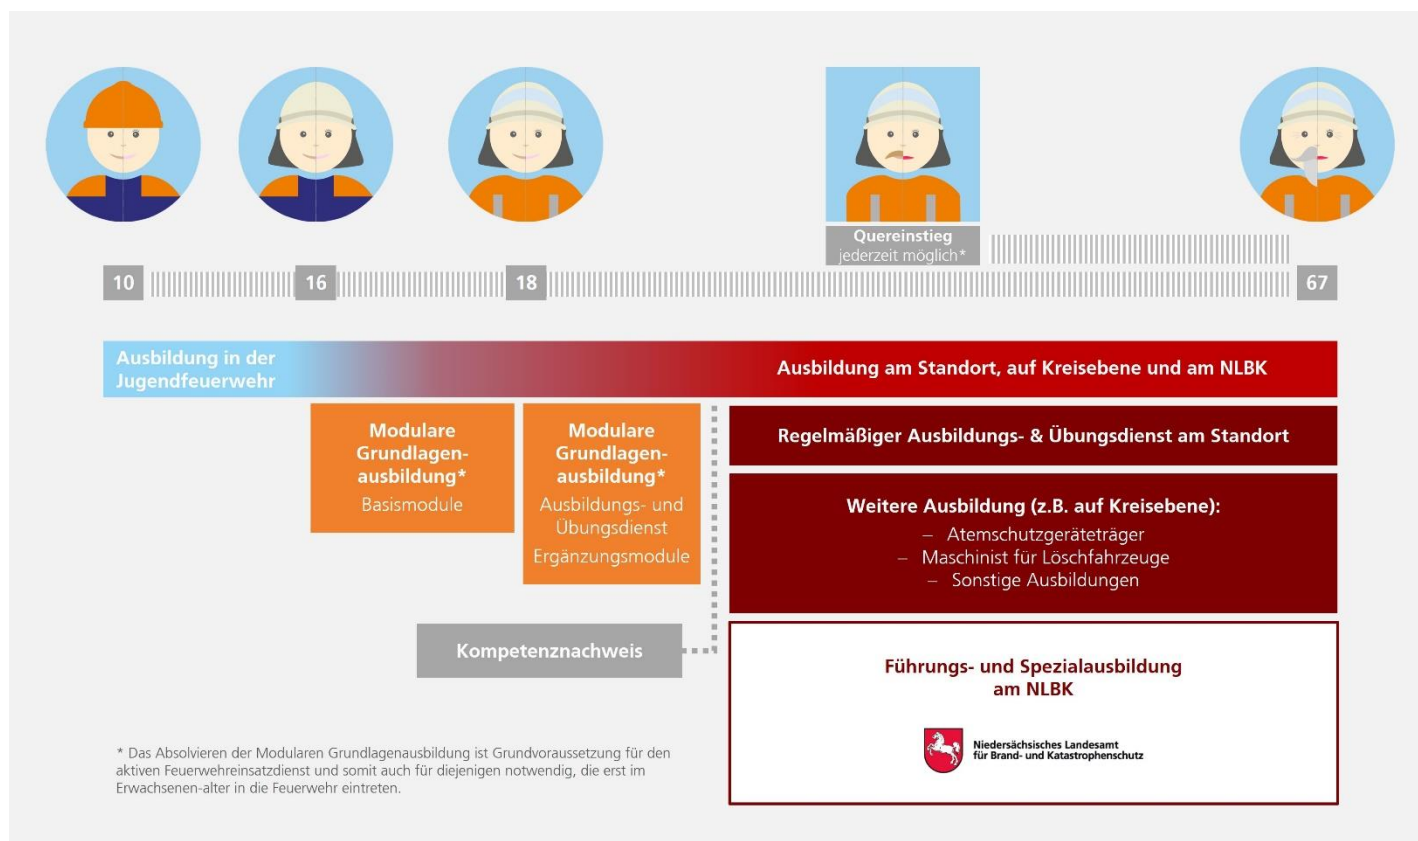 Quereinstieg
jederzeit möglich*
10
16
18
67
Ausbildung in der
Jugendfeuerwehr
Ausbildung am Standort, auf Kreisebene und am NLBK
Modulare
Grundlagen-
ausbildung*
Basismodule
Modulare
Grundlagen-
ausbildung*
Ausbildungs- und
Übungsdienst
Ergänzungsmodule
Regelmäßiger Ausbildungs- & Übungsdienst am Standort
Weitere Ausbildung (z.B. auf Kreisebene):
– Atemschutzgeräteträger
– Maschinist für Löschfahrzeuge
– Sonstige Ausbildungen
Kompetenznachweis
Führungs- und Spezialausbildung
am NLBK
Niedersächsisches Landesamt
für Brand- und Katastrophenschutz
* Das Absolvieren der Modularen Grundlagenausbildung ist Grundvoraussetzung für den
aktiven Feuerwehreinsatzdienst und somit auch für diejenigen notwendig, die erst im
Erwachsenen-alter in die Feuerwehr eintreten.